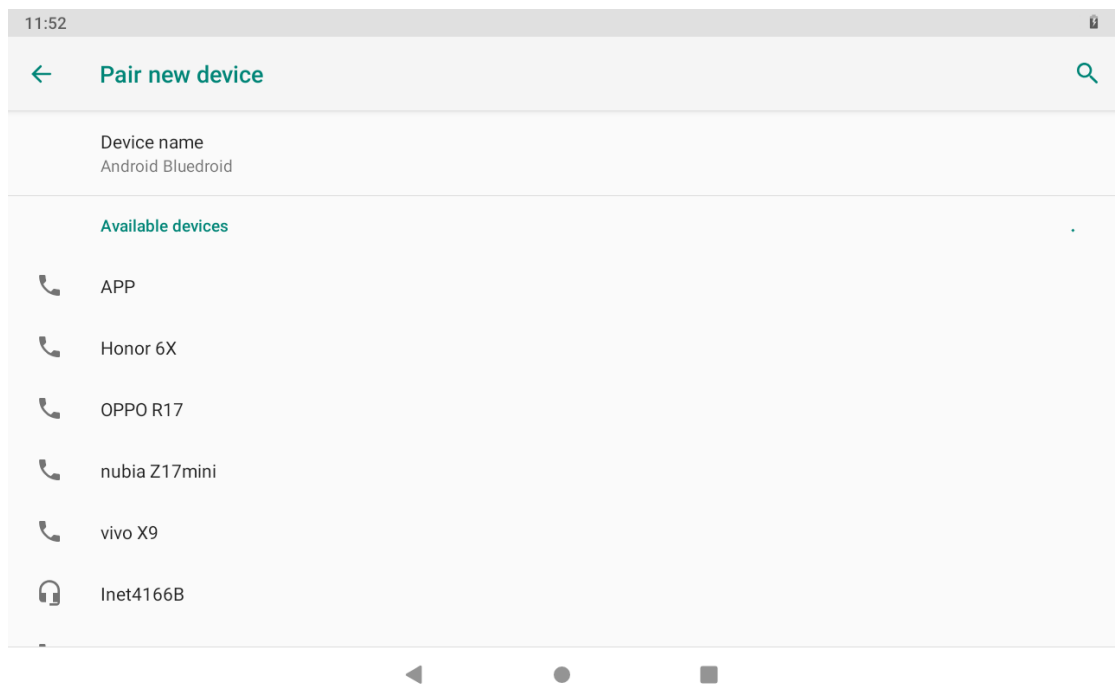 11:52
Pair new device
Device name
Android Bluedroid
Available devices
APP
Honor 6X
OPPO R17
nubia Z17mini
vivo X9
Inet4166B